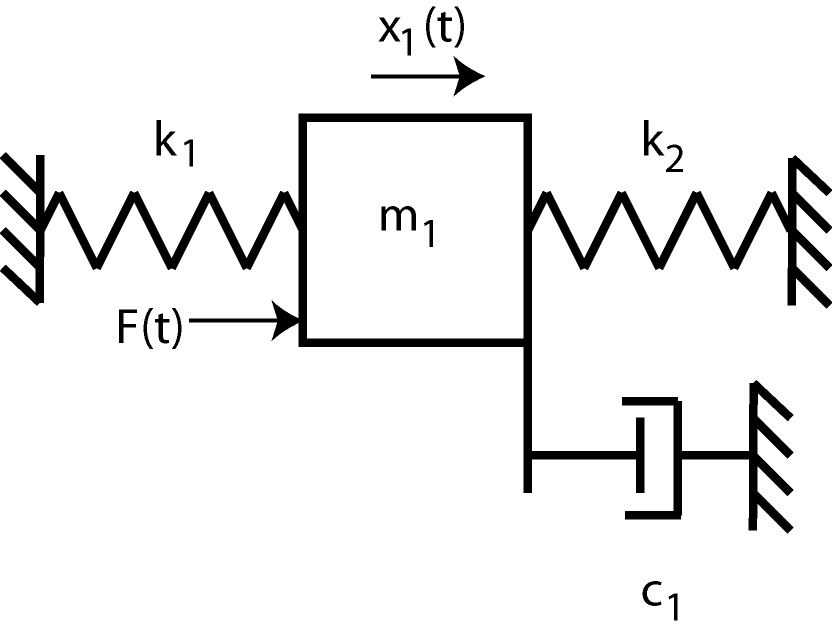 x₁(t)
k₁
k₂
m₁
F(t)
c₁